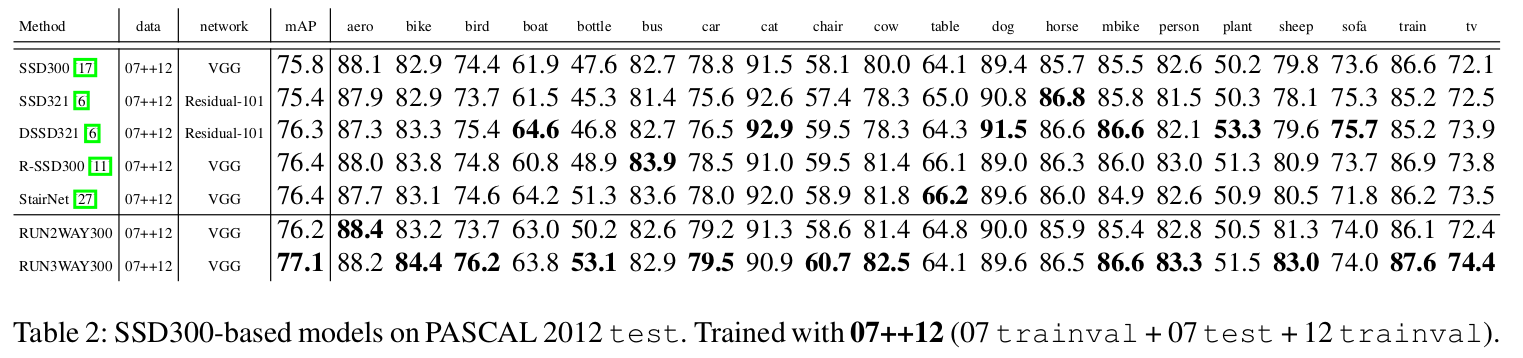 Method data network mAP aero bike bird boat bottle bus car cat chair cow table dog horse mbike person plant sheep sofa train tv
SSD300 [17] 07++12 VGG 75.8 88.1 82.9 74.4 61.9 47.6 82.7 78.8 91.5 58.1 80.0 64.1 89.4 85.7 85.5 82.6 50.2 79.8 73.6 86.6 72.1
SSD321 [6] 07++12 Residual-101 75.4 87.9 82.9 73.7 61.5 45.3 81.4 75.6 92.6 57.4 78.3 65.0 90.8 86.8 85.8 81.5 50.3 78.1 75.3 85.2 72.5
DSSD321 [6] 07++12 Residual-101 76.3 87.3 83.3 75.4 64.6 46.8 82.7 76.5 92.9 59.5 78.3 64.3 91.5 86.6 86.6 82.1 53.3 79.6 75.7 85.2 73.9
R-SSD300 [11] 07++12 VGG 76.4 88.0 83.8 74.8 60.8 48.9 83.9 78.5 91.0 59.5 81.4 66.1 89.0 86.3 86.0 83.0 51.3 80.9 73.7 86.9 73.8
StairNet [27] 07++12 VGG 76.4 87.7 83.1 74.6 64.2 51.3 83.6 78.0 92.0 58.9 81.8 66.2 89.6 86.0 84.9 82.6 50.9 80.5 71.8 86.2 73.5
RUN2WAY300 07++12 VGG 76.2 88.4 83.2 73.7 63.0 50.2 82.6 79.2 91.3 58.6 81.4 64.8 90.0 85.9 85.4 82.8 50.5 81.3 74.0 86.1 72.4
RUN3WAY300 07++12 VGG 77.1 88.2 84.4 76.2 63.8 53.1 82.9 79.5 90.9 60.7 82.5 64.1 89.6 86.5 86.6 83.3 51.5 83.0 74.0 87.6 74.4
Table 2: SSD300-based models on PASCAL 2012 test. Trained with 07++12 (07 trainval + 07 test + 12 trainval).